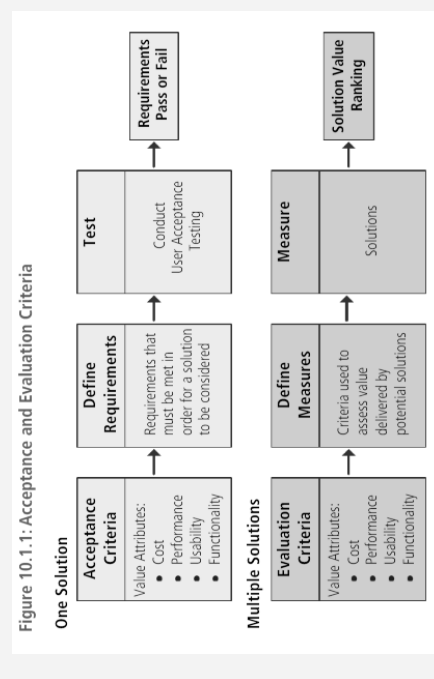 Figure 10.1.1: Acceptance and Evaluation Criteria
One Solution
Acceptance
Criteria
Value Attributes:
• Cost
• Performance
• Usability
• Functionality
Define
Requirements
Requirements that
must be met in
order for a solution
to be considered
Test
Conduct
User Acceptance
Testing
Requirements
Pass or Fail
Multiple Solutions
Evaluation
Criteria
Value Attributes:
• Cost
• Performance
• Usability
• Functionality
Define
Measures
Criteria used to
assess value
delivered by
potential solutions
Measure
Solutions
Solution Value
Ranking